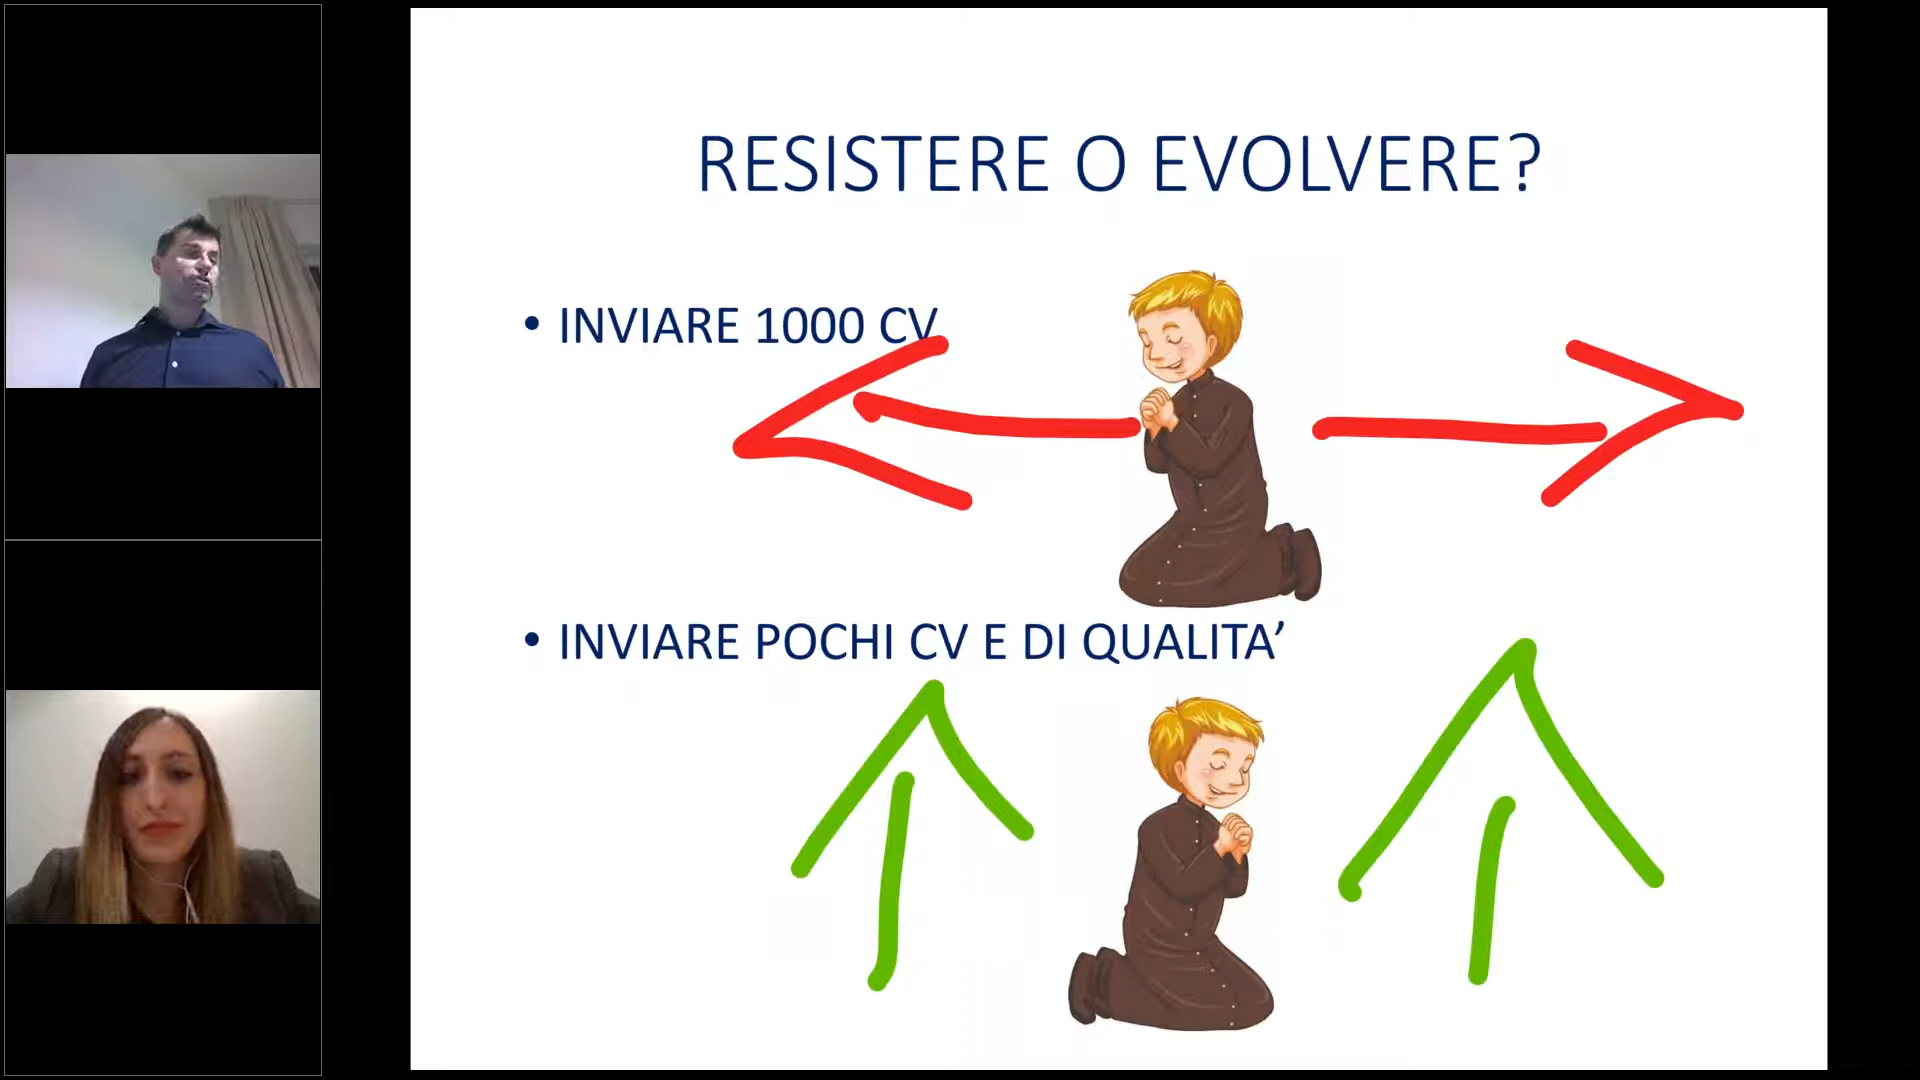 RESISTERE O EVOLVERE?
• INVIARE 1000 CV
• INVIARE POCHI CV E DI QUALITA’